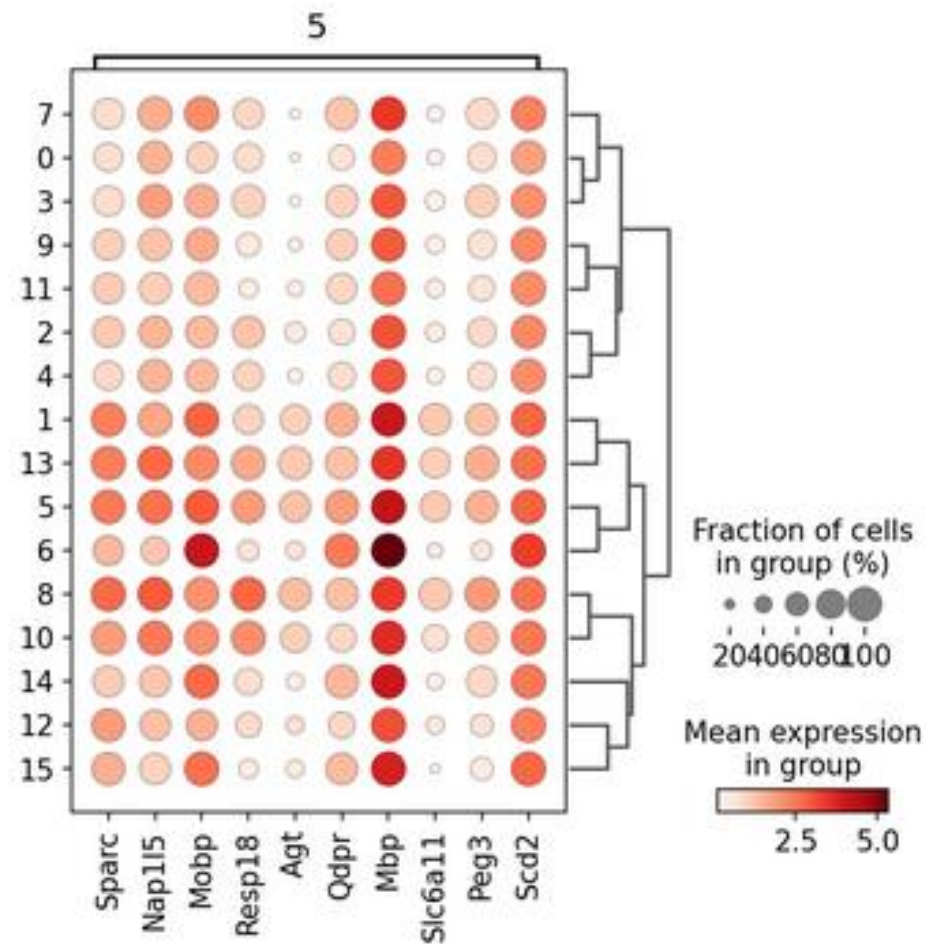 5
7
0
3
9
11
2
4
1
13
5
6
8
10
14
12
15
Sparc
Nap1l5
Mobp
Resp18
Agt
Qdpr
Mbp
Slc6a11
Peg3
Scd2
Fraction of cells
in group (%)
20406080100
Mean expression
in group
2.5 5.0